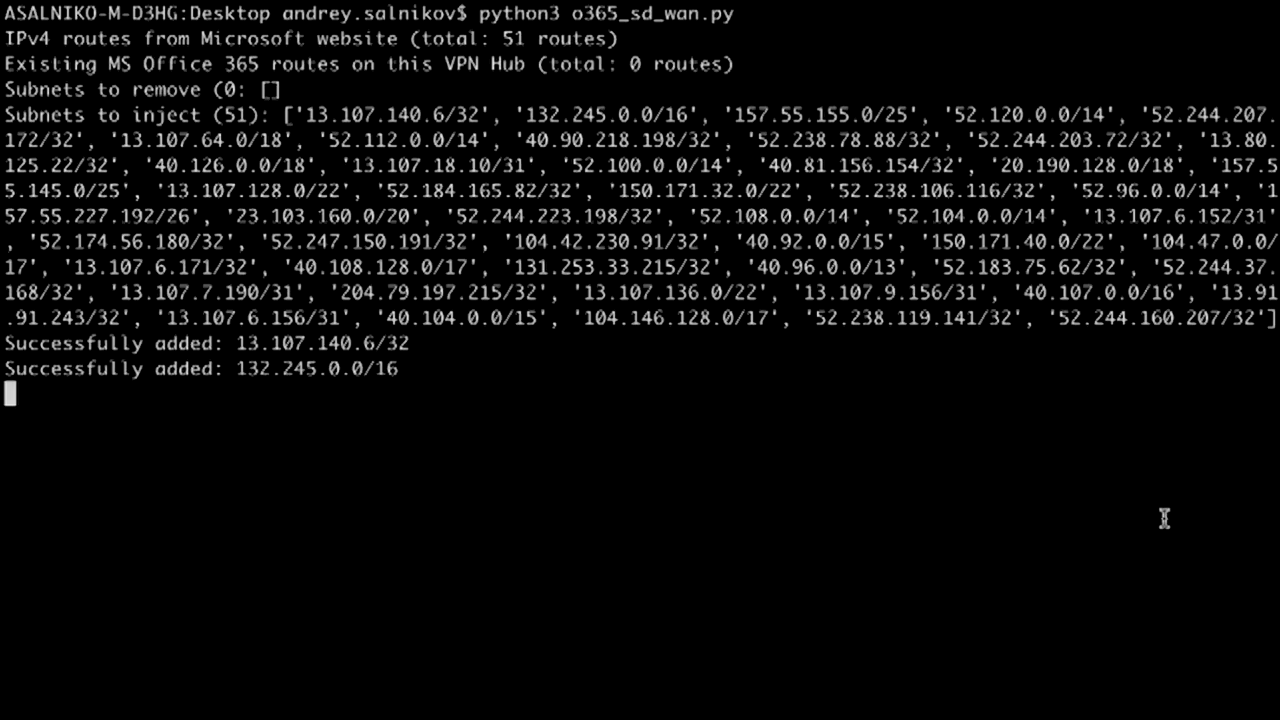 ASALNIKO-M-D3HG:Desktop andrey.salnikov$ python3 o365_sd_wan.py
IPv4 routes from Microsoft website (total: 51 routes)
Existing MS Office 365 routes on this VPN Hub (total: 0 routes)
Subnets to remove (0: []
Subnets to inject (51): ['13.107.140.6/32', '132.245.0.0/16', '157.55.155.0/25', '52.120.0.0/14', '52.244.207.
172/32', '13.107.64.0/18', '52.112.0.0/14', '40.90.218.198/32', '52.238.78.88/32', '52.244.203.72/32', '13.80.
125.22/32', '40.126.0.0/18', '13.107.18.10/31', '52.100.0.0/14', '40.81.156.154/32', '20.190.128.0/18', '157.5
5.145.0/25', '13.107.128.0/22', '52.184.165.82/32', '150.171.32.0/22', '52.238.106.116/32', '52.96.0.0/14', '1
57.55.227.192/26', '23.103.160.0/20', '52.244.223.198/32', '52.108.0.0/14', '52.104.0.0/14', '13.107.6.152/31'
, '52.174.56.180/32', '52.247.150.191/32', '104.42.230.91/32', '40.92.0.0/15', '150.171.40.0/22', '104.47.0.0/
17', '13.107.6.171/32', '40.108.128.0/17', '131.253.33.215/32', '40.96.0.0/13', '52.183.75.62/32', '52.244.37.
168/32', '13.107.7.190/31', '204.79.197.215/32', '13.107.136.0/22', '13.107.9.156/31', '40.107.0.0/16', '13.91
.91.243/32', '13.107.6.156/31', '40.104.0.0/15', '104.146.128.0/17', '52.238.119.141/32', '52.244.160.207/32']
Successfully added: 13.107.140.6/32
Successfully added: 132.245.0.0/16